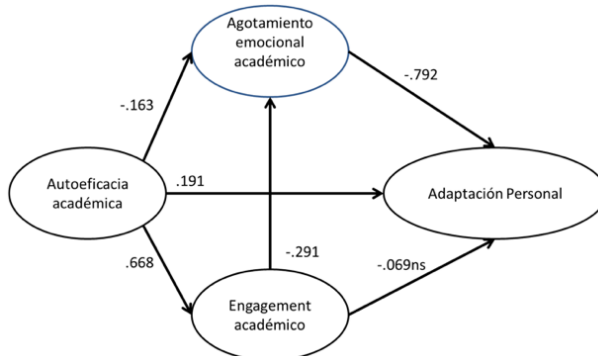 Agotamiento
emocional
académico
-.163
-.792
Autoeficacia
académica
.191
Adaptación Personal
.668
-.291
-.069ns
Engagement
académico